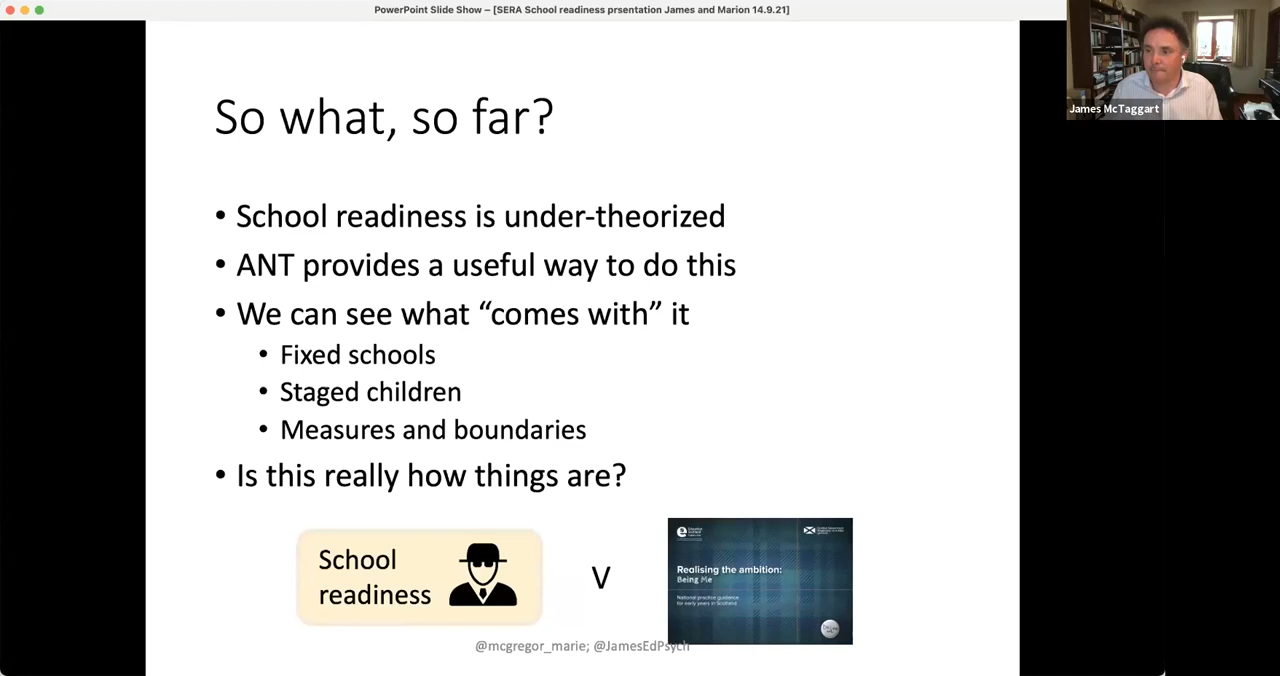 PowerPoint Slide Show – [SERA School readiness prsentation James and Marion 14.9.21]
James McTaggart
So what, so far?
• School readiness is under-theorized
• ANT provides a useful way to do this
• We can see what “comes with” it
• Fixed schools
• Staged children
• Measures and boundaries
• Is this really how things are?
School
readiness
V
Realising the ambition:
Being Me
National practice guidance
for early years in Scotland
@mcgregor_marie; @JamesEdPsych